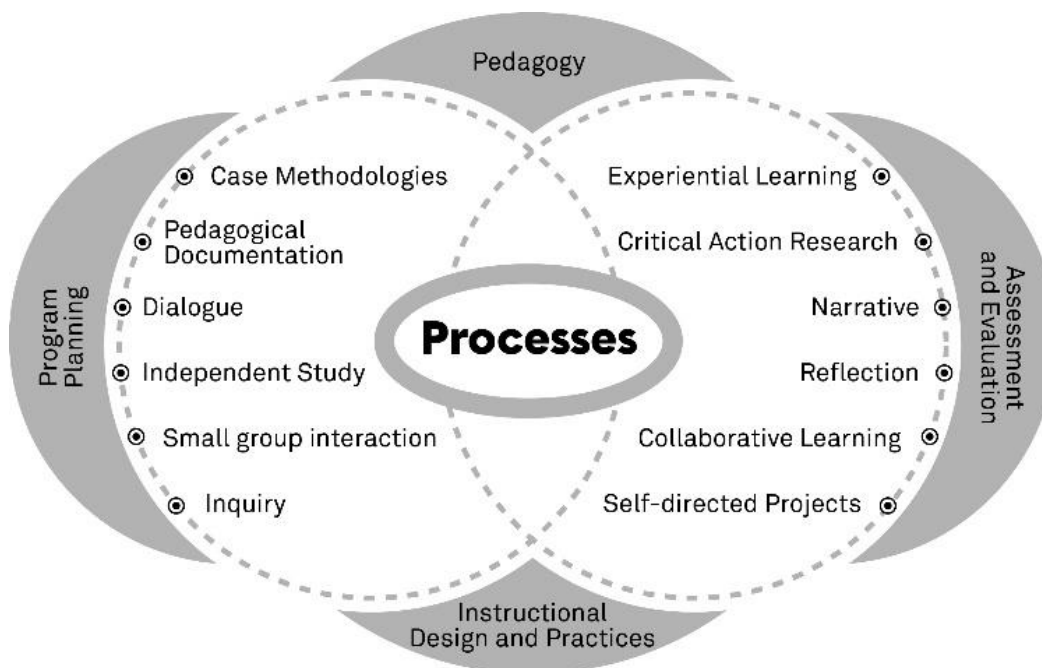 Pedagogy
Case Methodologies
Pedagogical
Documentation
Dialogue
Independent Study
Small group interaction
Inquiry
Program
Planning
Processes
Experiential Learning
Critical Action Research
Narrative
Reflection
Collaborative Learning
Self-directed Projects
Assessment
and Evaluation
Instructional
Design and Practices